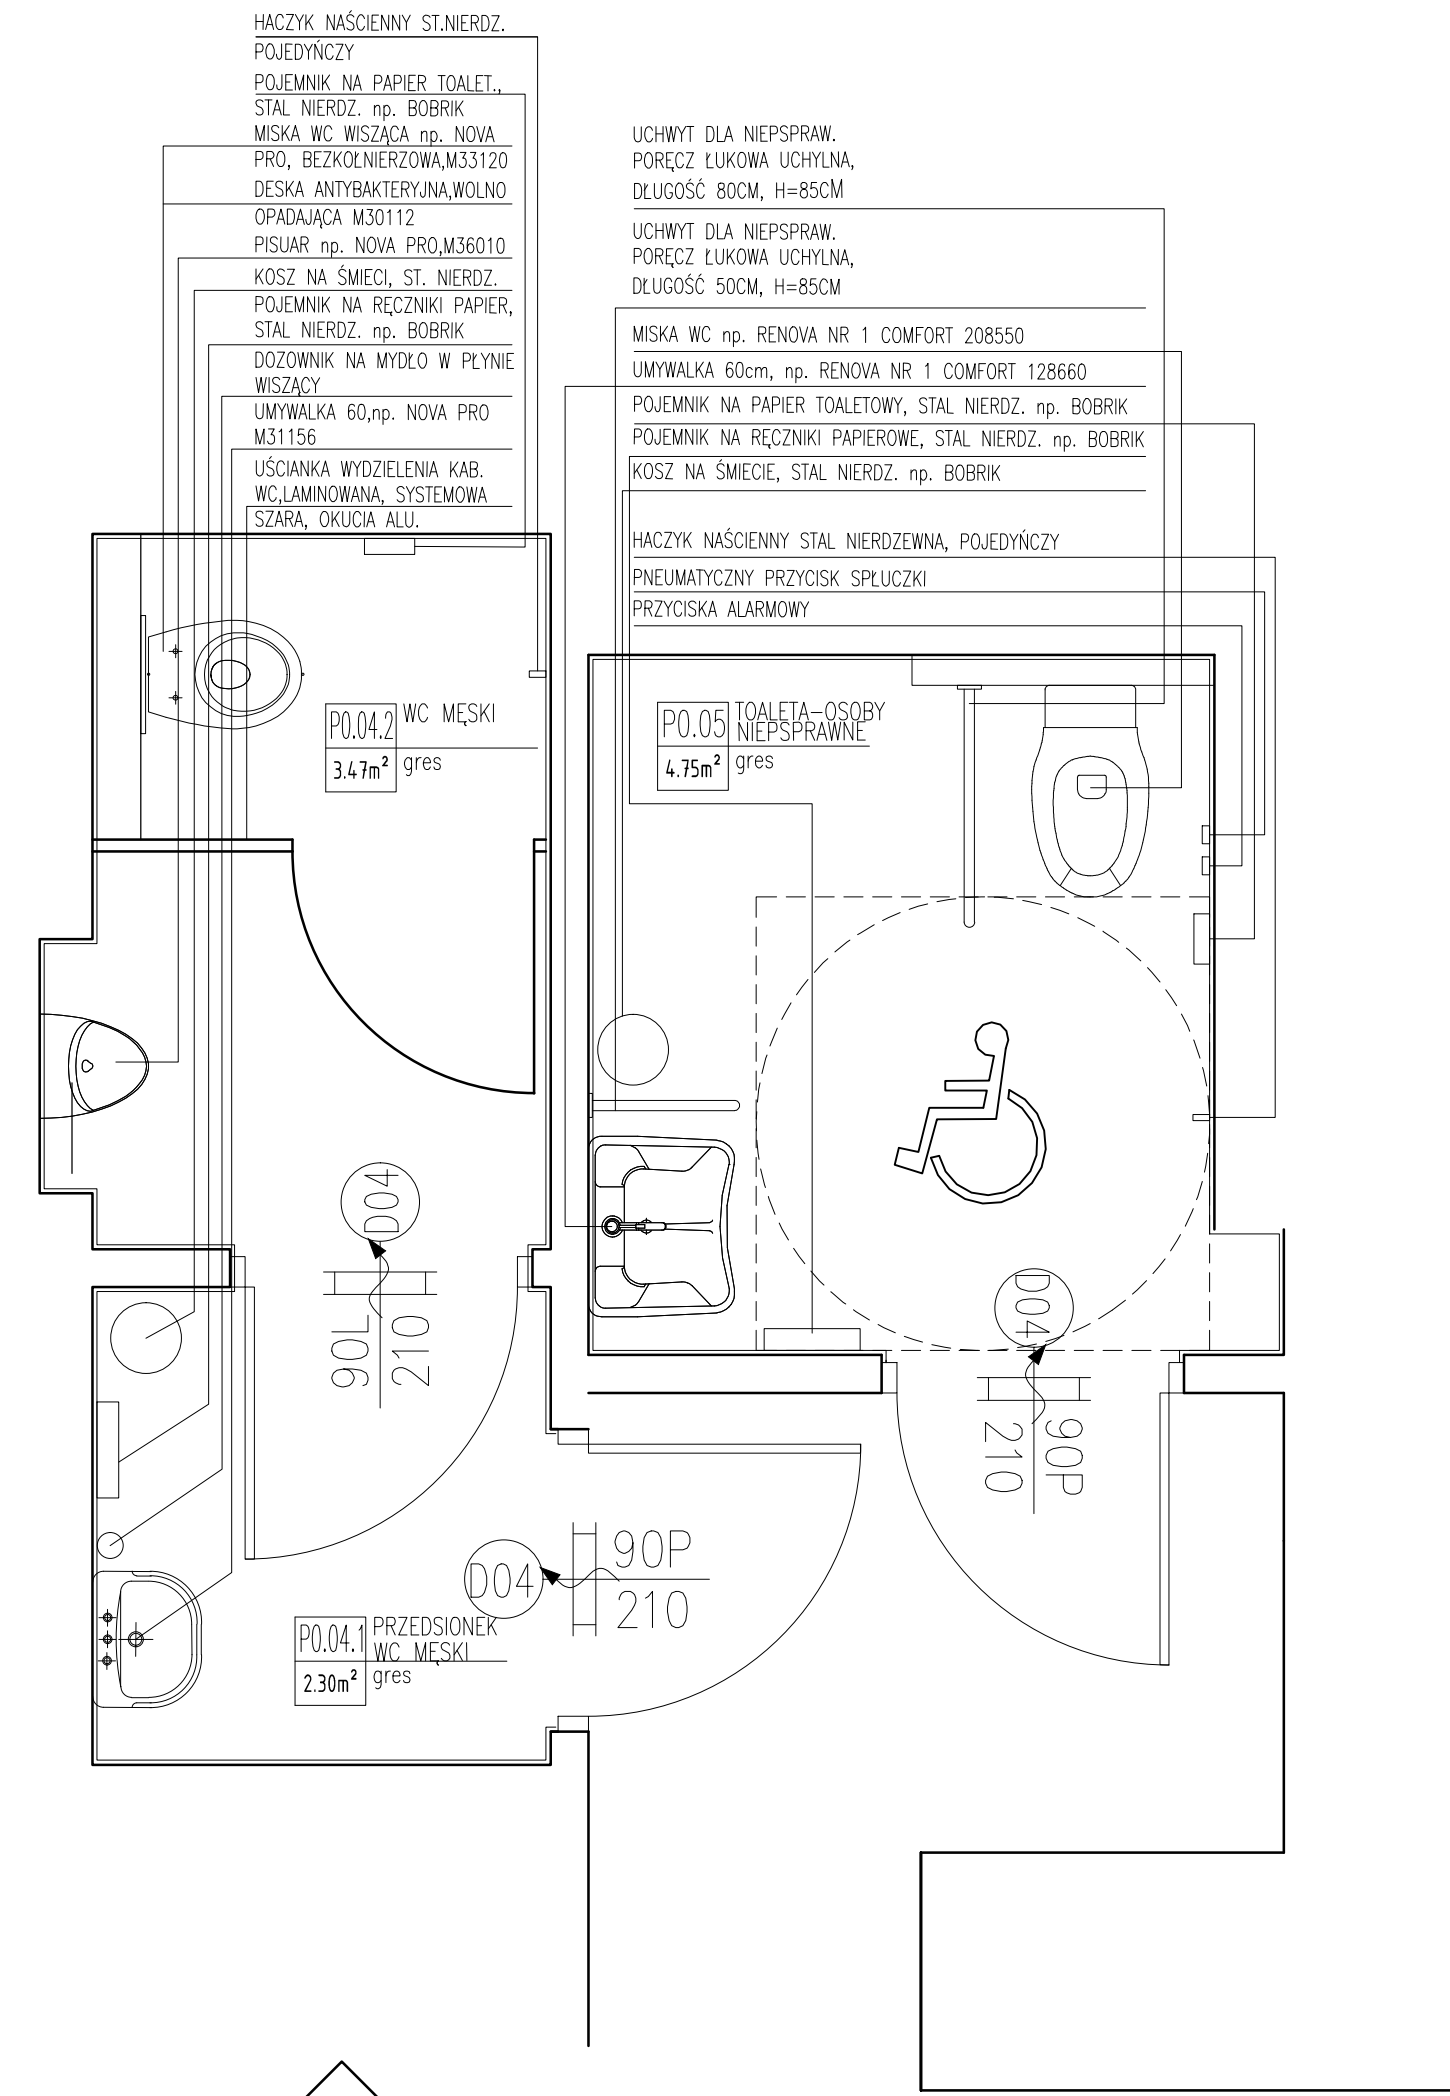 HACZYK NAŚCIENNY ST.NIERDZ.
POJEDYŃCZY
POJEMNIK NA PAPIER TOALET.,
STAL NIERDZ. np. BOBRIK
MISKA WC WISZĄCA np. NOVA
PRO, BEZKOŁNIERZOWA,M33120
DESKA ANTYBAKTERYJNA,WOLNO
OPADAJĄCA M30112
PISUAR np. NOVA PRO,M36010
KOSZ NA ŚMIECI, ST. NIERDZ.
POJEMNIK NA RĘCZNIKI PAPIER,
STAL NIERDZ. np. BOBRIK
DOZOWNIK NA MYDŁO W PŁYNIE
WISZĄCY
UMYWALKA 60,np. NOVA PRO
M31156
UŚCIANKA WYDZIELENIA KAB.
WC,LAMINOWANA, SYSTEMOWA
SZARA, OKUCIA ALU.
UCHWYT DLA NIEPSPRAW.
PORĘCZ ŁUKOWA UCHYLNA,
DŁUGOŚĆ 80CM, H=85CM
UCHWYT DLA NIEPSPRAW.
PORĘCZ ŁUKOWA UCHYLNA,
DŁUGOŚĆ 50CM, H=85CM
MISKA WC np. RENOVA NR 1 COMFORT 208550
UMYWALKA 60cm, np. RENOVA NR 1 COMFORT 128660
POJEMNIK NA PAPIER TOALETOWY, STAL NIERDZ. np. BOBRIK
POJEMNIK NA RĘCZNIKI PAPIEROWE, STAL NIERDZ. np. BOBRIK
KOSZ NA ŚMIECIE, STAL NIERDZ. np. BOBRIK
HACZYK NAŚCIENNY STAL NIERDZEWNA, POJEDYŃCZY
PNEUMATYCZNY PRZYCISK SPŁUCZKI
PRZYCISKA ALARMOWY
P0.04.2 WC MĘSKI
3.47m² gres
P0.05 TOALETA-OSOBY
NIEPSPRAWNE
4.75m² gres
D04
90L
210
D04
90P
210
D04
90P
210
P0.04.1 PRZEDSIONEK
WC MĘSKI
2.30m² gres